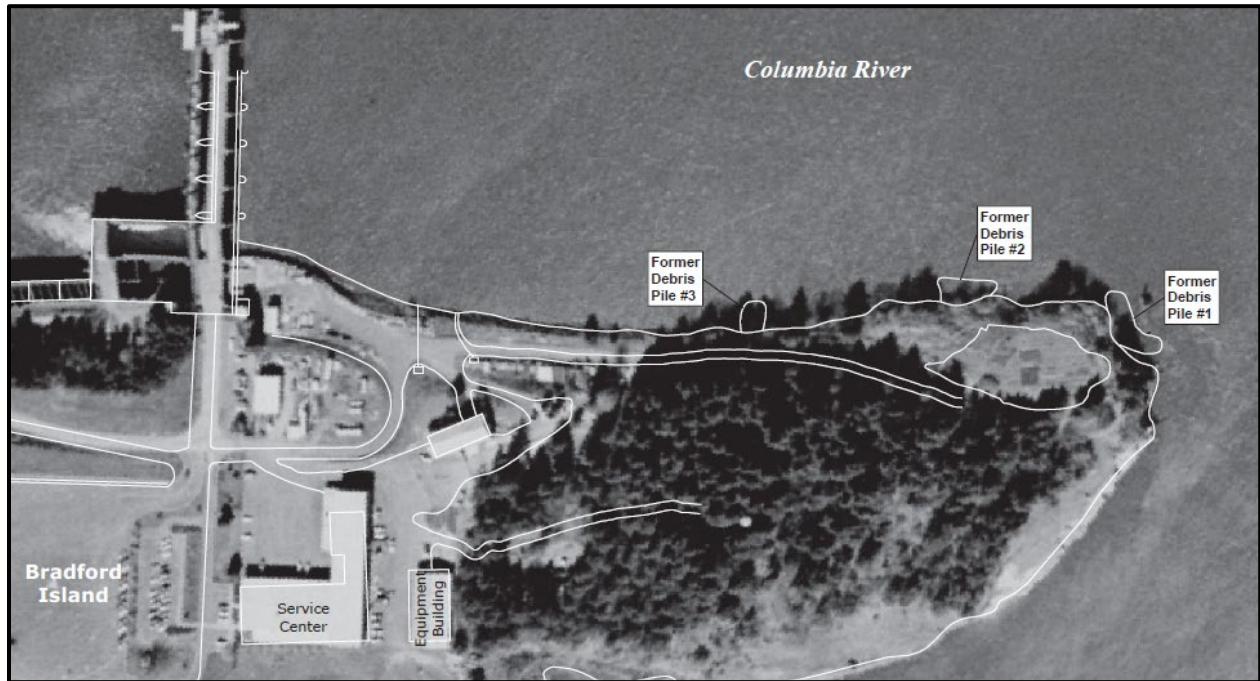 Columbia River
Former
Debris
Pile #2
Former
Debris
Pile #3
Former
Debris
Pile #1
Bradford
Island
Service
Center
Equipment
Building